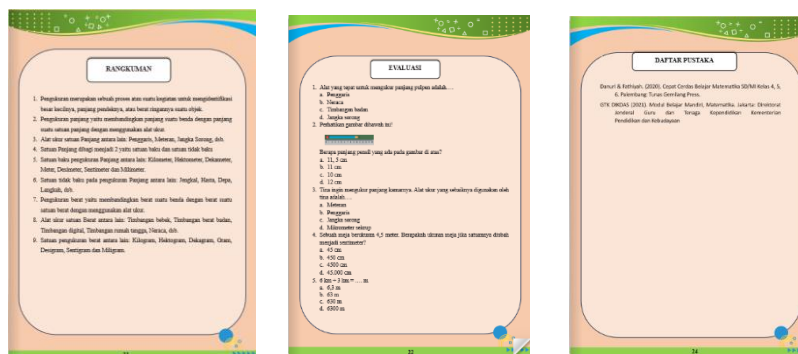 RANGKUMAN
1. Pengukuran merupakan sebuah proses atau suatu kegiatan untuk mengidentifikasi
besar kecilnya, panjang pendeknya, atau berat ringannya suatu objek.
2. Pengukuran panjang yaitu membandingkan panjang suatu benda dengan panjang
suatu satuan panjang dengan menggunakan alat ukur.
3. Alat ukur satuan Panjang antara lain: Penggaris, Meteran, Jangka Sorong, dsb.
4. Satuan Panjang dibagi menjadi 2 yaitu satuan baku dan satuan tidak baku
5. Satuan baku pengukuran Panjang antara lain: Kilometer, Hektometer, Dekameter,
Meter, Desimeter, Sentimeter dan Milimeter.
6. Satuan tidak baku pada pengukuran Panjang antara lain: Jengkal, Hasta, Depa,
Langkah, dsb.
7. Pengukuran berat yaitu membandingkan berat suatu benda dengan berat suatu
satuan berat dengan menggunakan alat ukur.
8. Alat ukur satuan Berat antara lain: Timbangan bebek, Timbangan berat badan,
Timbangan digital, Timbangan rumah tangga, Neraca, dsb.
9. Satuan pengukuran berat antara lain: Kilogram, Hektogram, Dekagram, Gram,
Desigram, Sentigram dan Miligram.
EVALUASI
1. Alat yang tepat untuk mengukur panjang pulpen adalah....
a. Penggaris
b. Neraca
c. Timbangan badan
d. Jangka sorong
2. Perhatikan gambar dibawah ini!
Berapa panjang pensil yang ada pada gambar di atas?
a. 11, 5 cm
b. 11 cm
c. 10 cm
d. 12 cm
3. Tina ingin mengukur panjang kamarnya. Alat ukur yang sebaiknya digunakan oleh
tina adalah ....
a. Meteran
b. Penggaris
c. Jangka sorong
d. Mikrometer sekrup
4. Sebuah meja berukuran 4,5 meter. Berapakah ukuran meja jika satuannya diubah
menjadi sentimeter?
a. 45 cm
b. 450 cm
c. 4500 cm
d. 45.000 cm
5. 6 km – 3 hm = .... m
a. 6,3 m
b. 63 m
c. 630 m
d. 6300 m
22
DAFTAR PUSTAKA
Danuri & Fathiyah. (2020). Cepat Cerdas Belajar Matematika SD/MI Kelas 4, 5,
6. Palembang: Tunas Gemilang Press.
GTK DIKDAS (2021). Modul Belajar Mandiri, Matematika. Jakarta: Direktorat
Jenderal Guru dan Tenaga Kependidikan Kementerian
Pendidikan dan Kebudayaan
24